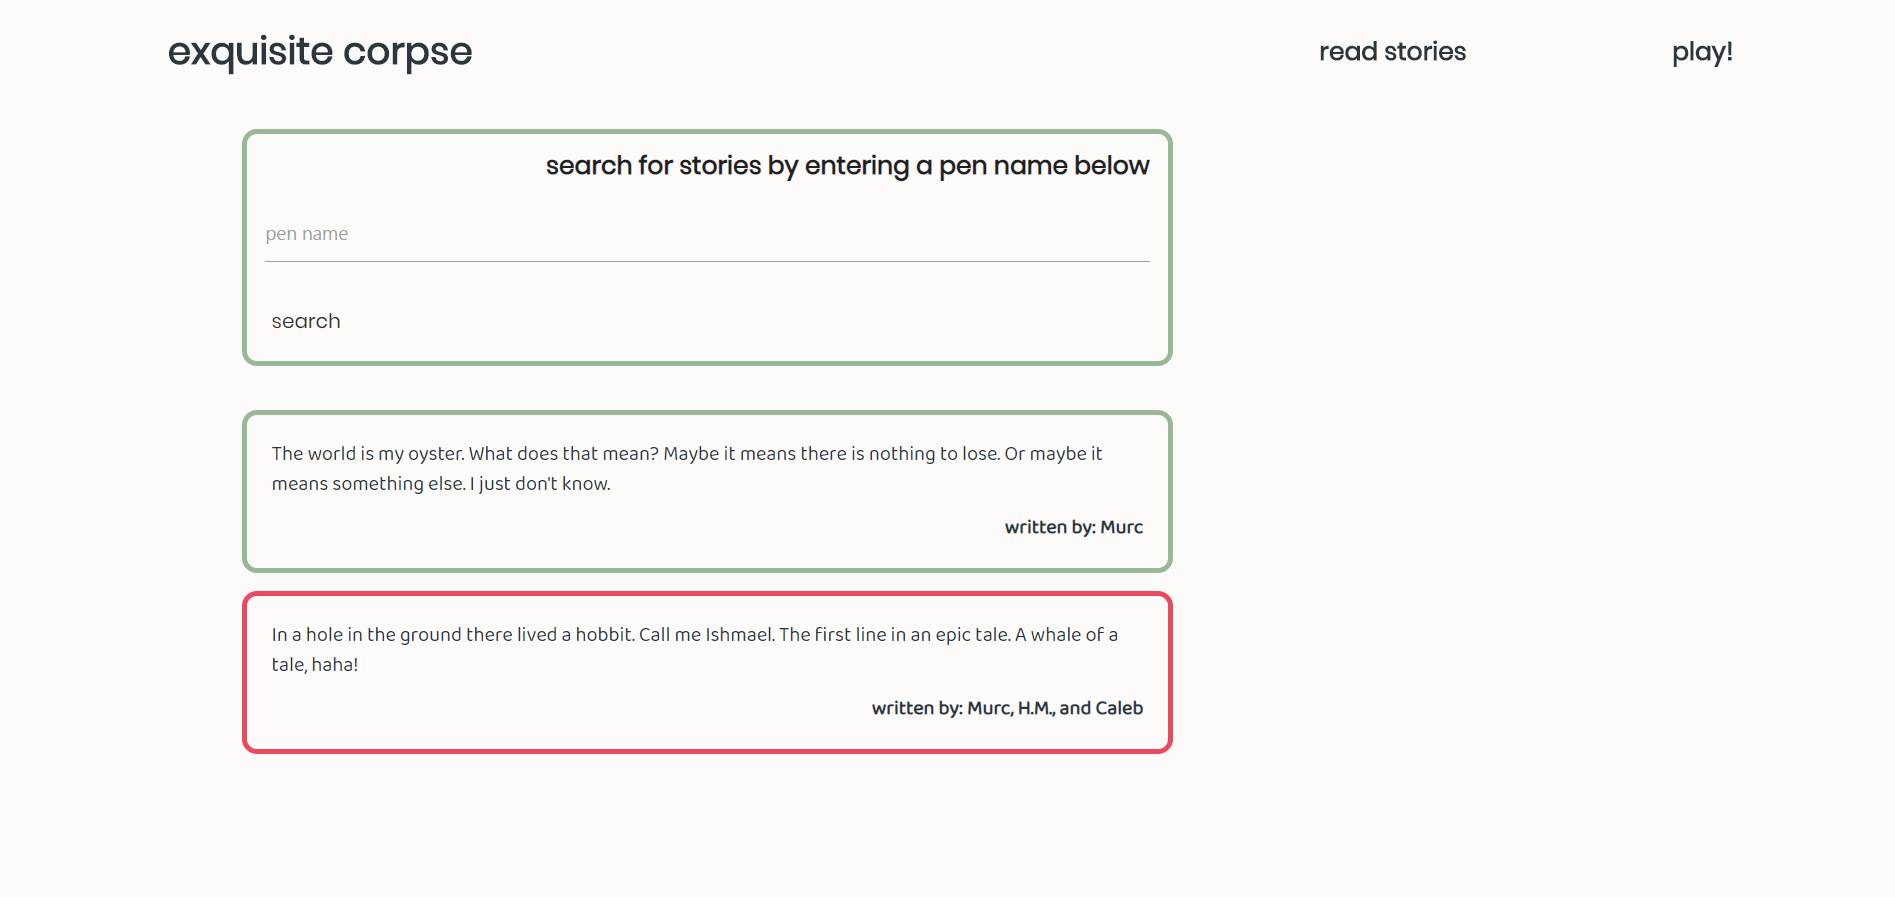 exquisite corpse
read stories
play!
search for stories by entering a pen name below
pen name
search
The world is my oyster. What does that mean? Maybe it means there is nothing to lose. Or maybe it
means something else. I just don't know.
written by: Murc
In a hole in the ground there lived a hobbit. Call me Ishmael. The first line in an epic tale. A whale of a
tale, haha!
written by: Murc, H.M., and Caleb